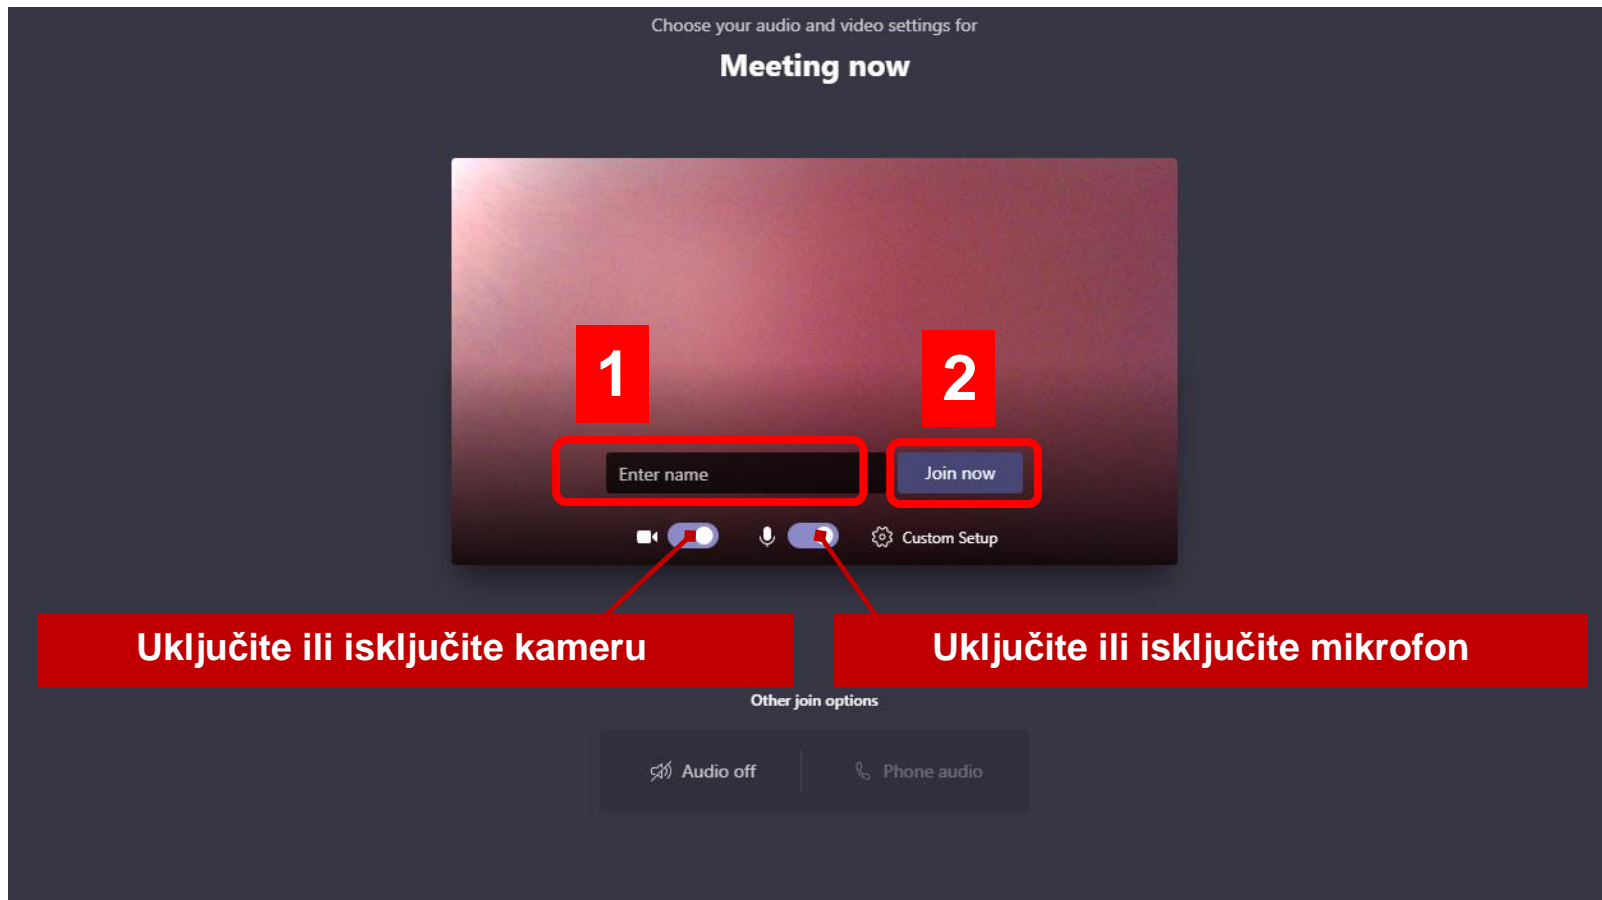 Choose your audio and video settings for
Meeting now
1
2
Enter name
Join now
Custom Setup
Uključite ili isključite kameru
Uključite ili isključite mikrofon
Other join options
Audio off
Phone audio